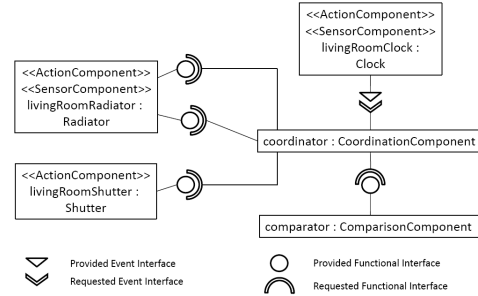 <<ActionComponent>>
<<SensorComponent>>
livingRoomClock :
Clock
<<ActionComponent>>
<<SensorComponent>>
livingRoomRadiator :
Radiator
coordinator : CoordinationComponent
<<ActionComponent>>
livingRoomShutter :
Shutter
comparator : ComparisonComponent
Provided Event Interface
Requested Event Interface
Provided Functional Interface
Requested Functional Interface